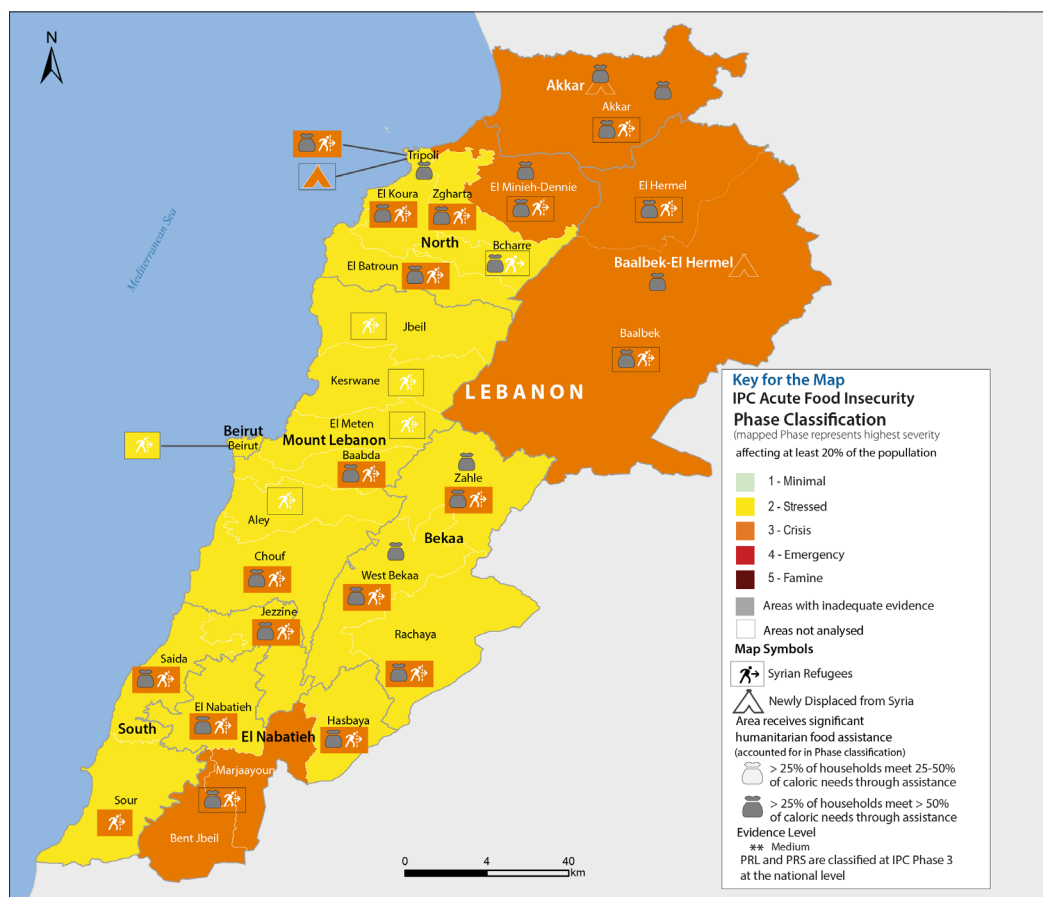 N
Akkar
Akkar
Tripoli
El Minieh-Dennie
El Hermel
El Koura
Zgharta
North
Bcharre
Mediterranean Sea
El Batroun
Baalbek-El Hermel
Jbeil
Baalbek
Kesrwane
LEBANON
El Meten
Beirut
Beirut
Mount Lebanon
Baabda
Zahle
Aley
Bekaa
Chouf
West Bekaa
Jezzine
Rachaya
Saida
El Nabatieh
Hasbaya
South
El Nabatieh
Marjaayoun
Sour
Bent Jbeil
0 4 40
km
Key for the Map
IPC Acute Food Insecurity
Phase Classification
(mapped Phase represents highest severity
affecting at least 20% of the popullation
1 - Minimal
2 - Stressed
3 - Crisis
4 - Emergency
5 - Famine
Areas with inadequate evidence
Areas not analysed
Map Symbols
Syrian Refugees
Newly Displaced from Syria
Area receives significant
humanitarian food assistance
(accounted for in Phase classification)
> 25% of households meet 25-50%
of caloric needs through assistance
> 25% of households meet > 50%
of caloric needs through assistance
Evidence Level
** Medium
PRL and PRS are classified at IPC Phase 3
at the national level